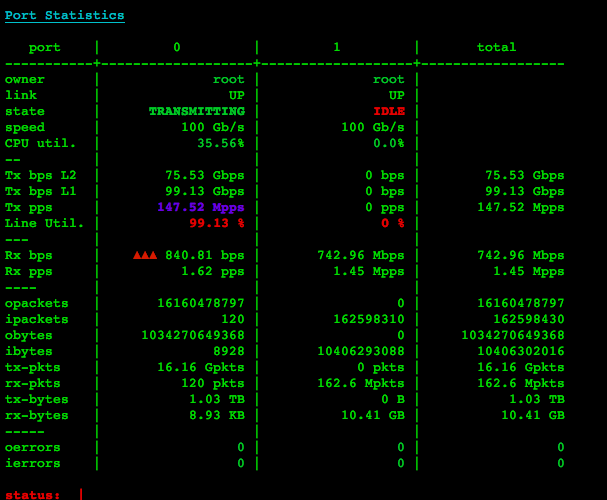 Port Statistics
port | 0 | 1 | total
-----------+-------------------+-------------------+------------------
owner | root | root |
link | UP | UP |
state | TRANSMITTING | IDLE |
speed | 100 Gb/s | 100 Gb/s |
CPU util. | 35.56% | 0.0% |
-- | | |
Tx bps L2 | 75.53 Gbps | 0 bps | 75.53 Gbps
Tx bps L1 | 99.13 Gbps | 0 bps | 99.13 Gbps
Tx pps | 147.52 Mpps | 0 pps | 147.52 Mpps
Line Util. | 99.13 % | 0 % |
--- | | |
Rx bps | ▲▲▲ 840.81 bps | 742.96 Mbps | 742.96 Mbps
Rx pps | 1.62 pps | 1.45 Mpps | 1.45 Mpps
---- | | |
opackets | 16160478797 | 0 | 16160478797
ipackets | 120 | 162598310 | 162598430
obytes | 1034270649368 | 0 | 1034270649368
ibytes | 8928 | 10406293088 | 10406302016
tx-pkts | 16.16 Gpkts | 0 pkts | 16.16 Gpkts
rx-pkts | 120 pkts | 162.6 Mpkts | 162.6 Mpkts
tx-bytes | 1.03 TB | 0 B | 1.03 TB
rx-bytes | 8.93 KB | 10.41 GB | 10.41 GB
----- | | |
oerrors | 0 | 0 | 0
ierrors | 0 | 0 | 0
status: |